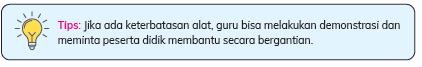 Tips: Jika ada keterbatasan alat, guru bisa melakukan demonstrasi dan
meminta peserta didik membantu secara bergantian.